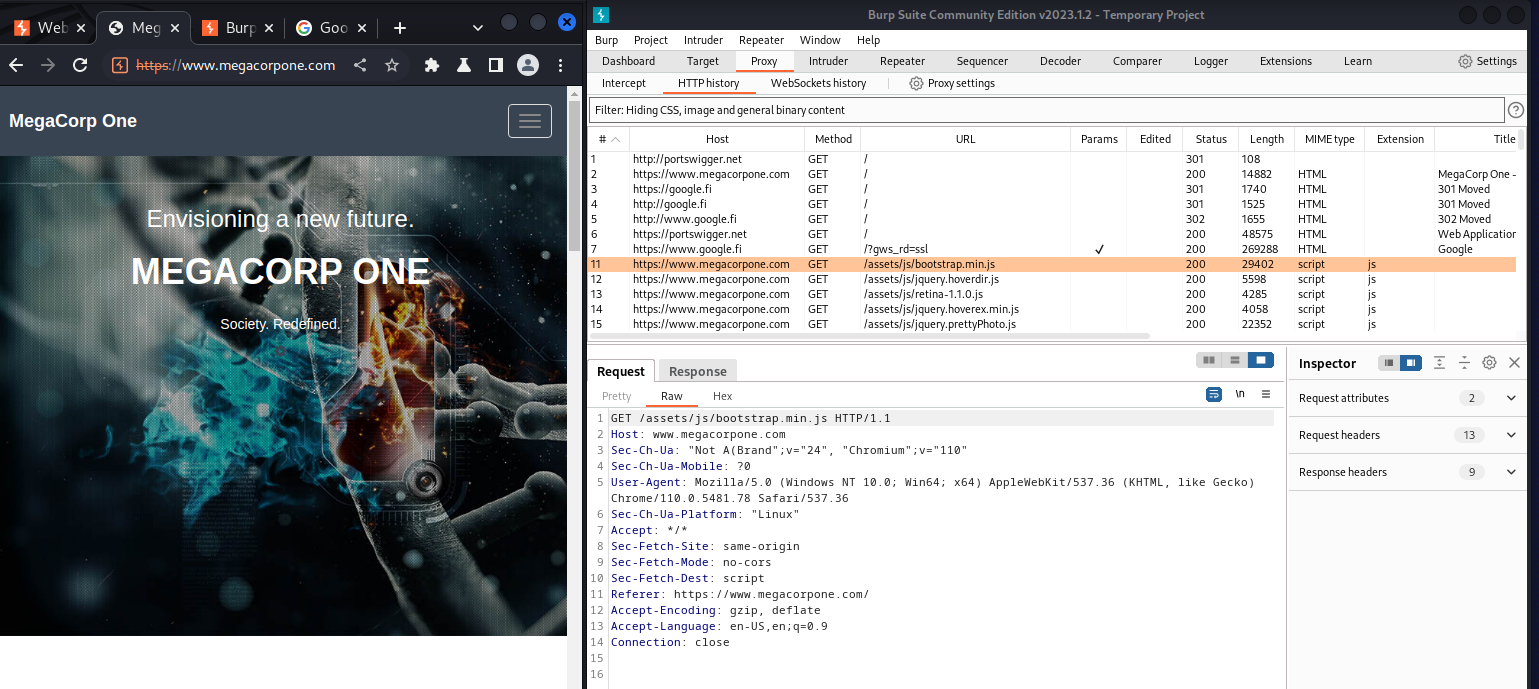 Web
Meg
Burp
Goo
https://www.megacorpone.com
MegaCorp One
Envisioning a new future.
MEGACORP ONE
Society. Redefined.
Burp Suite Community Edition v2023.1.2 - Temporary Project
Burp Project Intruder Repeater Window Help
Dashboard Target Proxy Intruder Repeater Sequencer Decoder Comparer Logger Extensions Learn Settings
Intercept HTTP history WebSockets history Proxy settings
Filter: Hiding CSS, image and general binary content
# Host Method URL Params Edited Status Length MIME type Extension Title
1 http://portswigger.net GET / 301 108
2 https://www.megacorpone.com GET / 200 14882 HTML MegaCorp One -
3 https://google.fi GET / 301 1740 HTML 301 Moved
4 http://google.fi GET / 301 1525 HTML 301 Moved
5 http://www.google.fi GET / 302 1655 HTML 302 Moved
6 https://portswigger.net GET / 200 48575 HTML Web Application
7 https://www.google.fi GET /?gws_rd=ssl ✓ 200 269288 HTML Google
11 https://www.megacorpone.com GET /assets/js/bootstrap.min.js 200 29402 script js
12 https://www.megacorpone.com GET /assets/js/jquery.hoverdir.js 200 5598 script js
13 https://www.megacorpone.com GET /assets/js/retina-1.1.0.js 200 4285 script js
14 https://www.megacorpone.com GET /assets/js/jquery.hoverex.min.js 200 4058 script js
15 https://www.megacorpone.com GET /assets/js/jquery.prettyPhoto.js 200 22352 script js
Request Response
Pretty Raw Hex \n
1 GET /assets/js/bootstrap.min.js HTTP/1.1
2 Host: www.megacorpone.com
3 Sec-Ch-Ua: "Not A(Brand";v="24", "Chromium";v="110"
4 Sec-Ch-Ua-Mobile: ?0
5 User-Agent: Mozilla/5.0 (Windows NT 10.0; Win64; x64) AppleWebKit/537.36 (KHTML, like Gecko)
Chrome/110.0.5481.78 Safari/537.36
6 Sec-Ch-Ua-Platform: "Linux"
7 Accept: */*
8 Sec-Fetch-Site: same-origin
9 Sec-Fetch-Mode: no-cors
10 Sec-Fetch-Dest: script
11 Referer: https://www.megacorpone.com/
12 Accept-Encoding: gzip, deflate
13 Accept-Language: en-US,en;q=0.9
14 Connection: close
15
16
Inspector
Request attributes 2
Request headers 13
Response headers 9